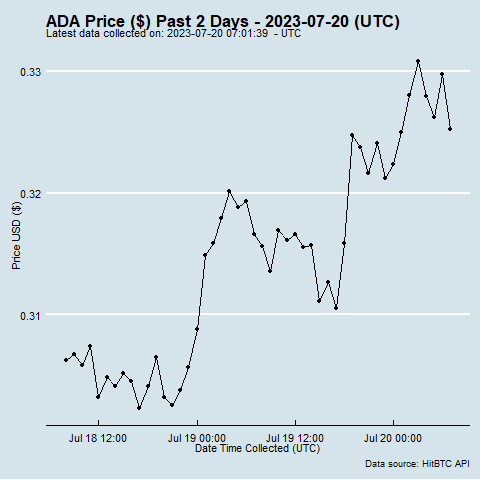 ADA Price ($) Past 2 Days - 2023-07-20 (UTC)
Latest data collected on: 2023-07-20 07:01:39 - UTC
0.33
0.32
0.31
Price USD ($)
Jul 18 12:00 Jul 19 00:00 Jul 19 12:00 Jul 20 00:00
Date Time Collected (UTC)
Data source: HitBTC API